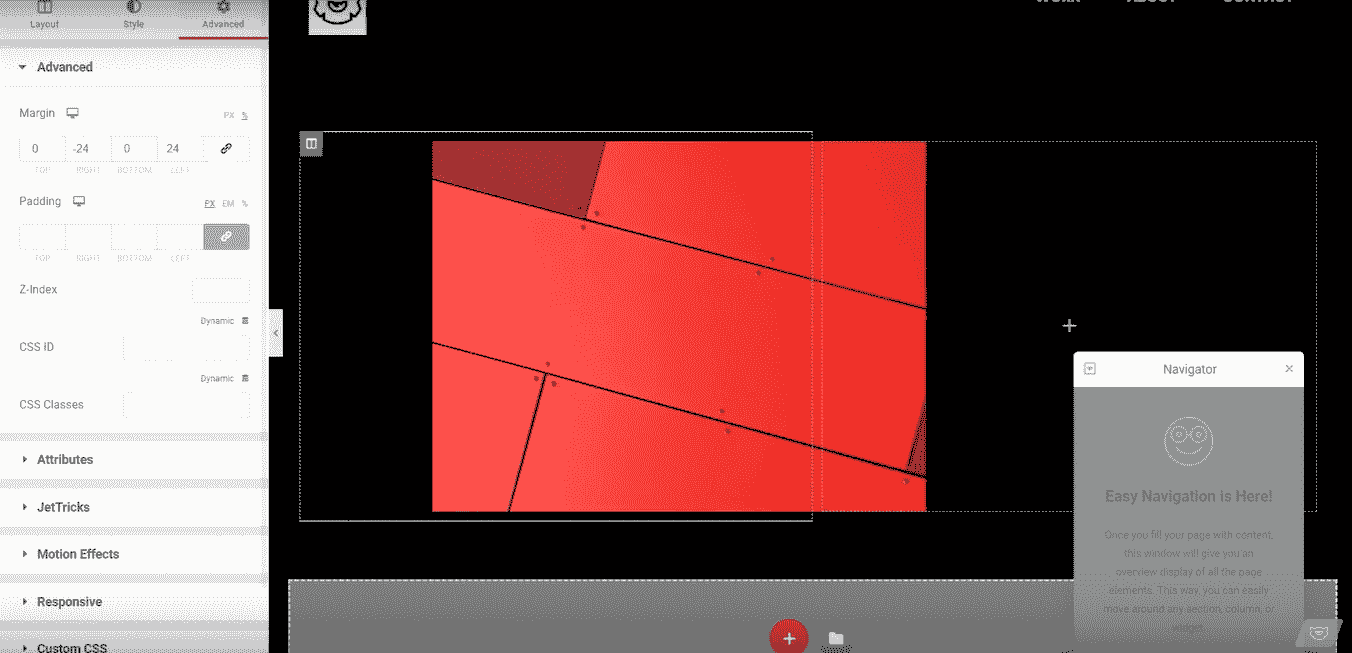 Layout Style Advanced
WORK ABOUT CONTACT
Advanced
Margin PX %
0 -24 0 24
TOP RIGHT BOTTOM LEFT
Padding PX EM %
TOP RIGHT BOTTOM LEFT
Z-Index
Dynamic
CSS ID
Dynamic
CSS Classes
Attributes
JetTricks
Motion Effects
Responsive
Custom CSS
Navigator
Easy Navigation is Here!
Once you fill your page with content,
this window will give you an
overview display of all the page
elements. This way, you can easily
move around any section, column, or
widget.